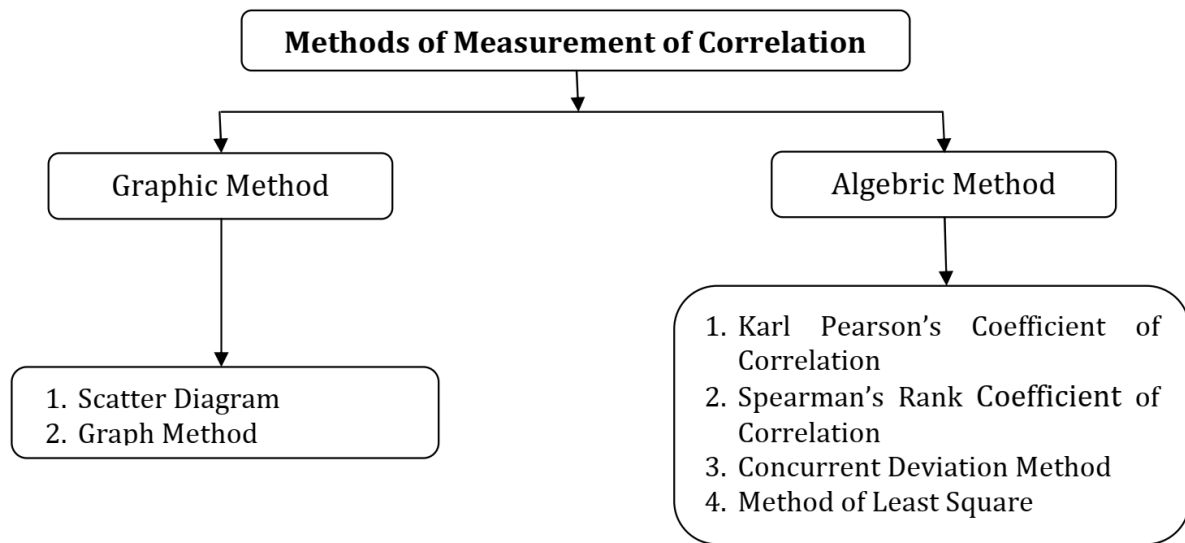 Methods of Measurement of Correlation
Graphic Method
Algebric Method
1. Scatter Diagram
2. Graph Method
1. Karl Pearson’s Coefficient of
Correlation
2. Spearman’s Rank Coefficient of
Correlation
3. Concurrent Deviation Method
4. Method of Least Square